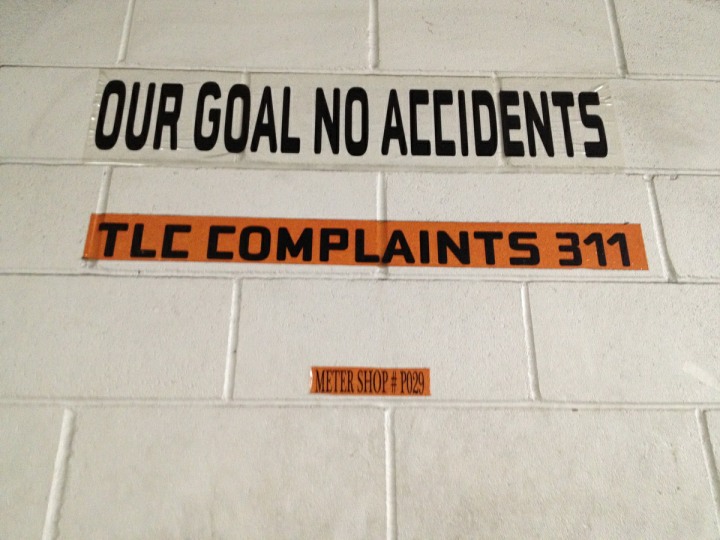 OUR GOAL NO ACCIDENTS
TLC COMPLAINTS 311
METER SHOP # P029